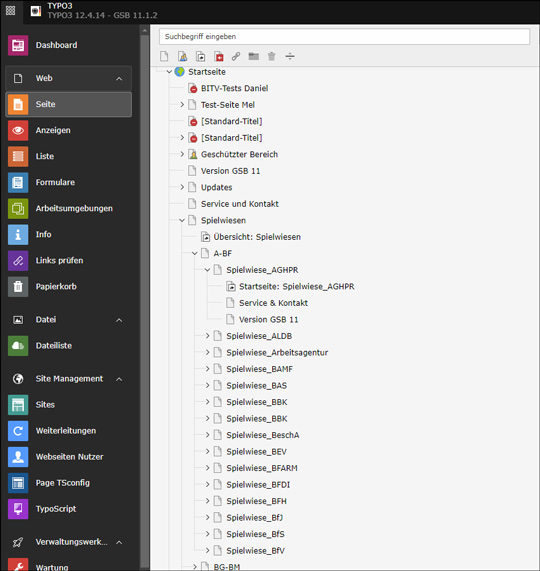 TYPO3
TYPO3 12.4.14 - GSB 11.1.2
Dashboard
Web
Seite
Anzeigen
Liste
Formulare
Arbeitsumgebungen
Info
Links prüfen
Papierkorb
Datei
Dateiliste
Site Management
Sites
Weiterleitungen
Webseiten Nutzer
Page TSconfig
TypoScript
Verwaltungswerk...
Wartung
Suchbegriff eingeben
Startseite
BITV-Tests Daniel
Test-Seite Mel
[Standard-Titel]
[Standard-Titel]
Geschützter Bereich
Version GSB 11
Updates
Service und Kontakt
Spielwiesen
Übersicht: Spielwiesen
A-BF
Spielwiese_AGHPR
Startseite: Spielwiese_AGHPR
Service & Kontakt
Version GSB 11
Spielwiese_ALDB
Spielwiese_Arbeitsagentur
Spielwiese_BAMF
Spielwiese_BAS
Spielwiese_BBK
Spielwiese_BBK
Spielwiese_BeschA
Spielwiese_BEV
Spielwiese_BFARM
Spielwiese_BFDI
Spielwiese_BFH
Spielwiese_BfJ
Spielwiese_BfS
Spielwiese_BfV
BG-BM